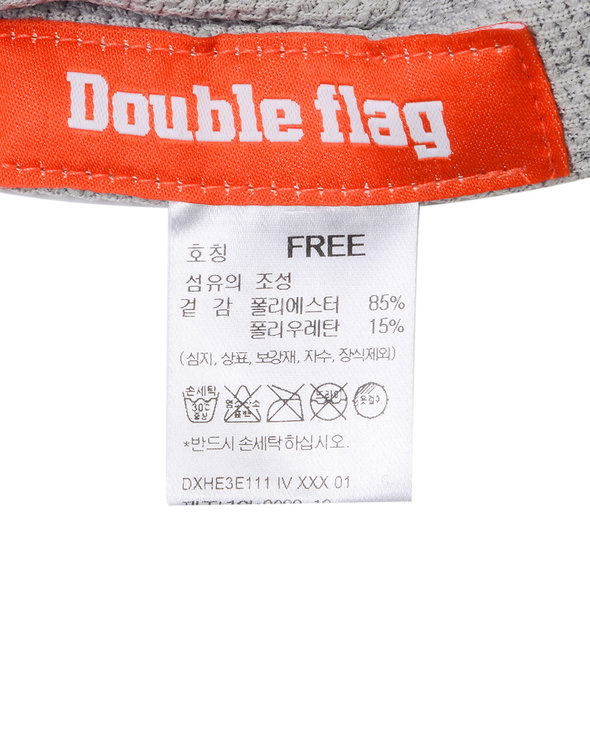 Double flag
호칭 FREE
섬유의 조성
겉 감 폴리에스터 85%
폴리우레탄 15%
(심지, 상표, 보강재, 자수, 장식제외)
손세탁
30℃
중성
드라이
옷걸이
*반드시 손세탁 하십시오.
DXHE3E111 IV XXX 01